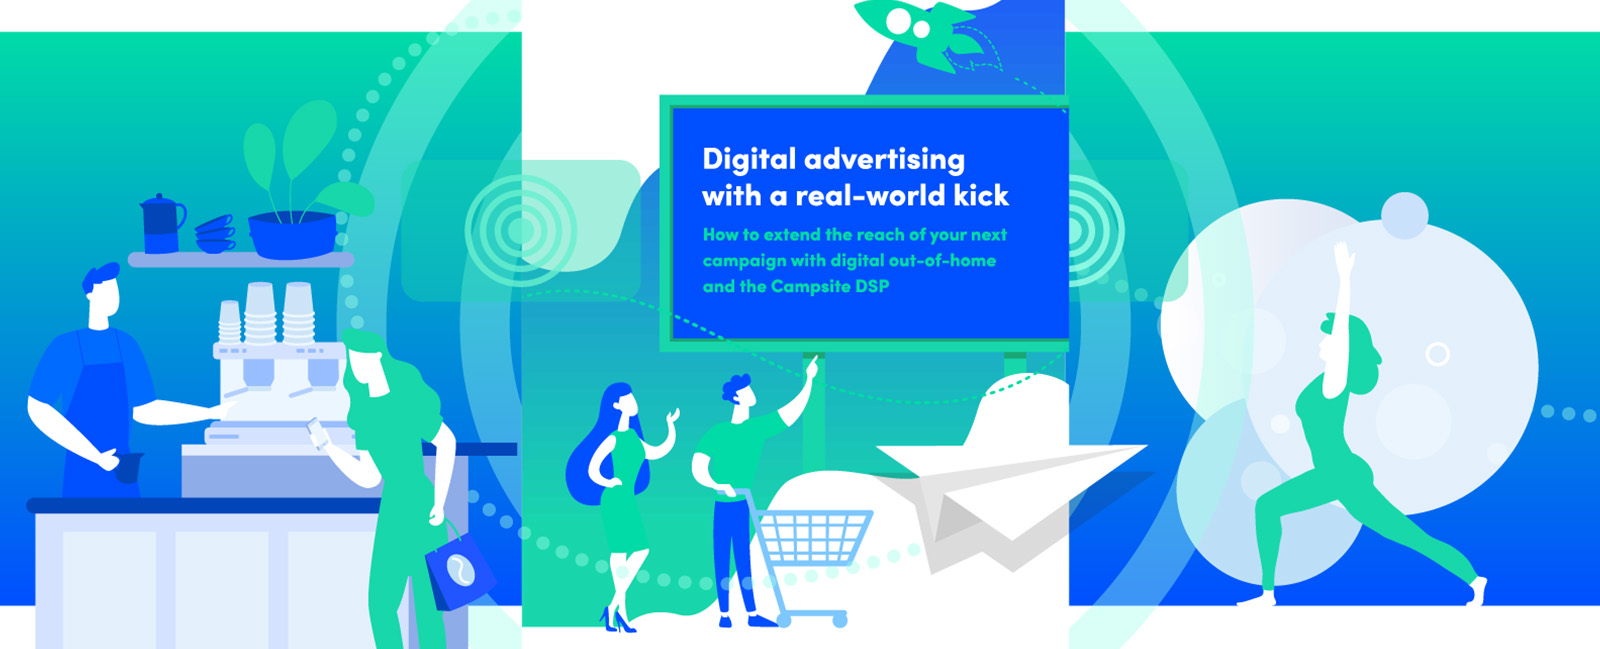 Digital advertising
with a real-world kick
How to extend the reach of your next
campaign with digital out-of-home
and the Campsite DSP